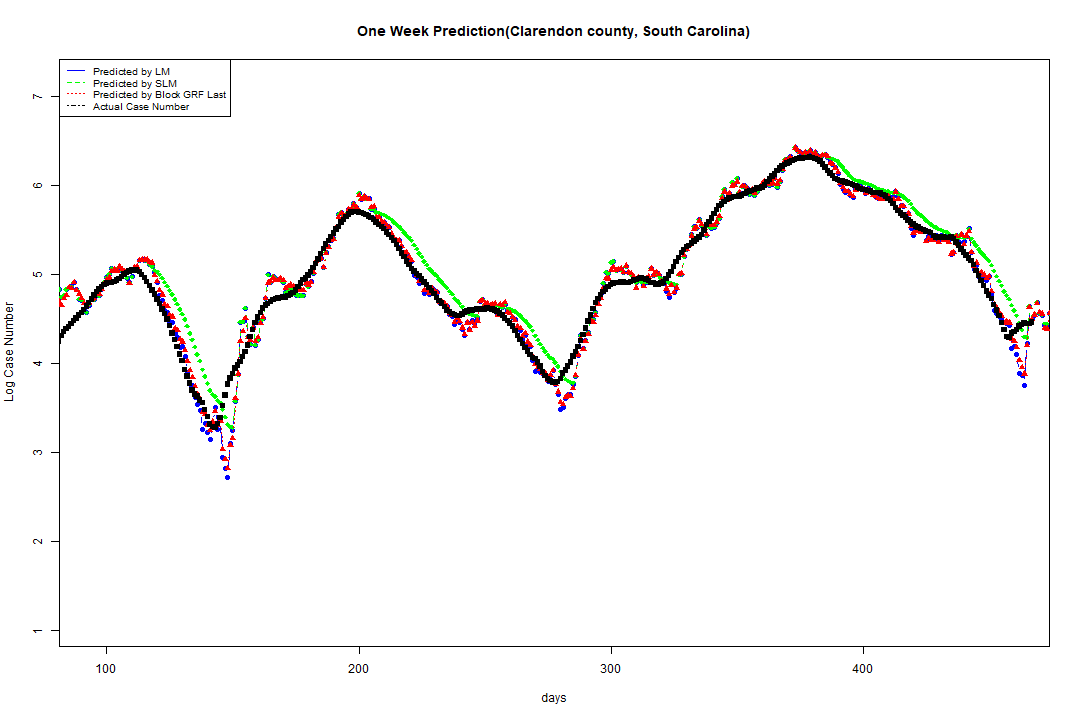 One Week Prediction(Clarendon county, South Carolina)
Predicted by LM
Predicted by SLM
Predicted by Block GRF Last
Actual Case Number
7
6
5
4
3
2
1
Log Case Number
100 200 300 400
days